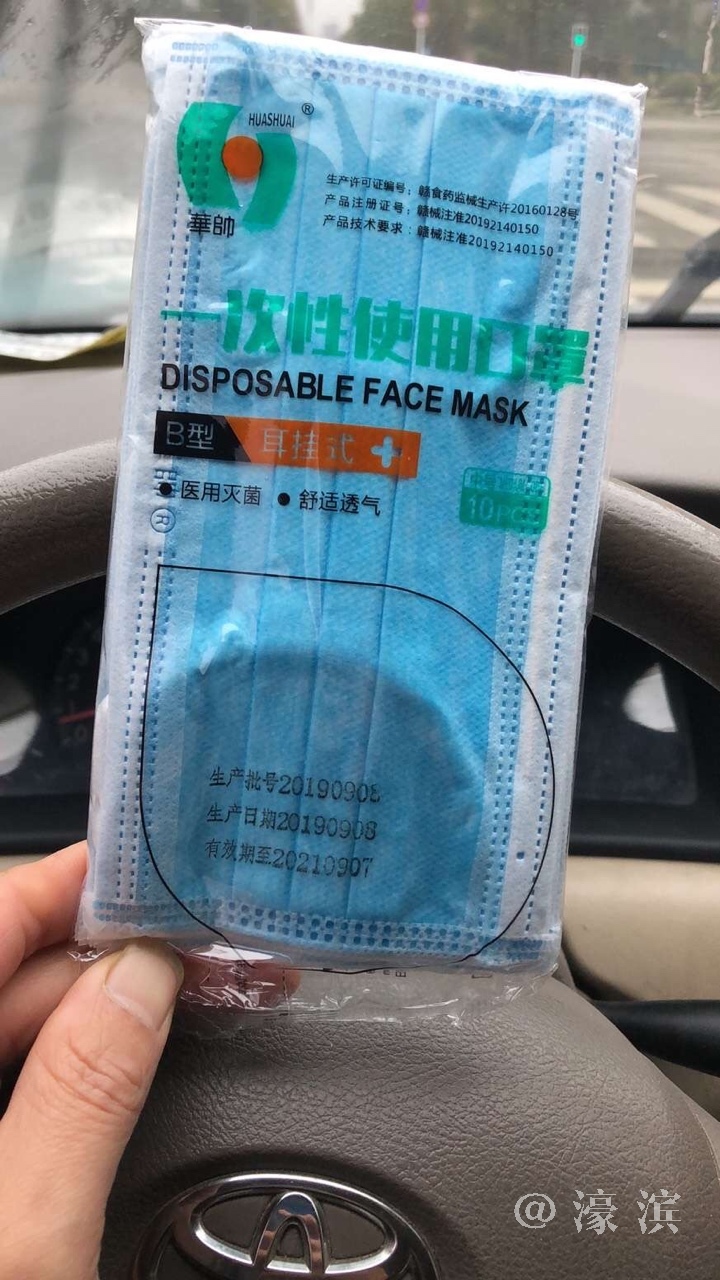 HUASHUAI ®
華帥
生产许可证编号：赣食药监械生产许20160128号
产品注册证号：赣械注准20192140150
产品技术要求：赣械注准20192140150
一次性使用口罩
DISPOSABLE FACE MASK
B型 耳挂式
● 医用灭菌 ● 舒适透气
10pcs
生产批号20190908
生产日期20190908
有效期至20210907
@濠滨